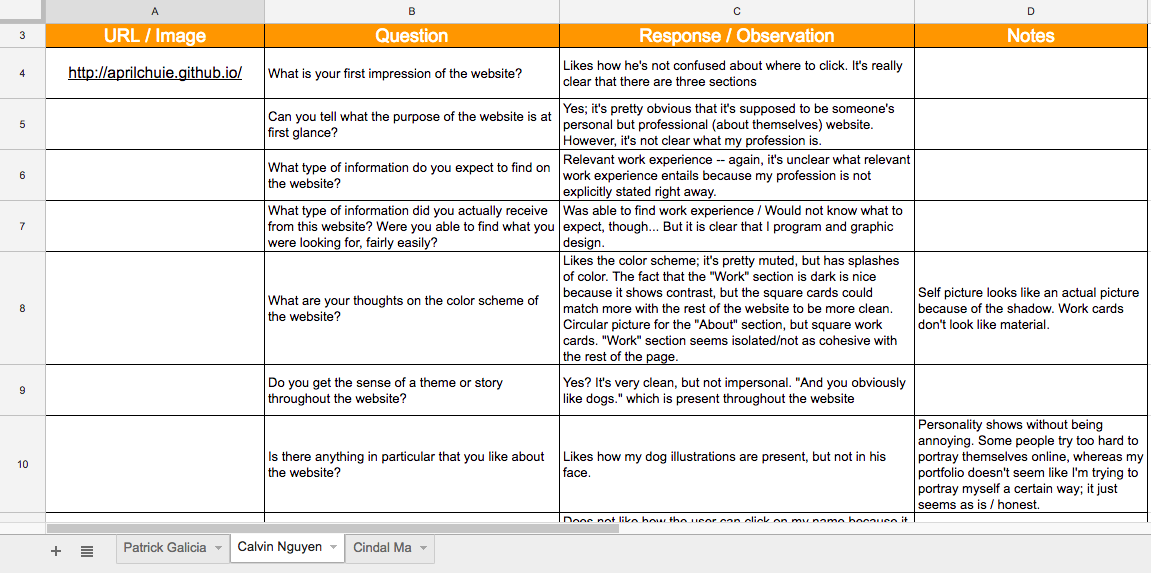 A B C D
3 URL / Image Question Response / Observation Notes
4 http://aprilchuie.github.io/ What is your first impression of the website?
Likes how he's not confused about where to click. It's really
clear that there are three sections
5 Can you tell what the purpose of the website is at
first glance?
Yes; it's pretty obvious that it's supposed to be someone's
personal but professional (about themselves) website.
However, it's not clear what my profession is.
6 What type of information do you expect to find on
the website?
Relevant work experience -- again, it's unclear what relevant
work experience entails because my profession is not
explicitly stated right away.
7 What type of information did you actually receive
from this website? Were you able to find what you
were looking for, fairly easily?
Was able to find work experience / Would not know what to
expect, though... But it is clear that I program and graphic
design.
8 What are your thoughts on the color scheme of
the website?
Likes the color scheme; it's pretty muted, but has splashes
of color. The fact that the "Work" section is dark is nice
because it shows contrast, but the square cards could
match more with the rest of the website to be more clean.
Circular picture for the "About" section, but square work
cards. "Work" section seems isolated/not as cohesive with
the rest of the page.
Self picture looks like an actual picture
because of the shadow. Work cards
don't look like material.
9 Do you get the sense of a theme or story
throughout the website?
Yes? It's very clean, but not impersonal. "And you obviously
like dogs." which is present throughout the website
10 Is there anything in particular that you like about
the website?
Likes how my dog illustrations are present, but not in his
face.
Personality shows without being
annoying. Some people try too hard to
portray themselves online, whereas my
portfolio doesn't seem like I'm trying to
portray myself a certain way; it just
seems as is / honest.
Does not like how the user can click on my name because it
+ Patrick Galicia Calvin Nguyen Cindal Ma